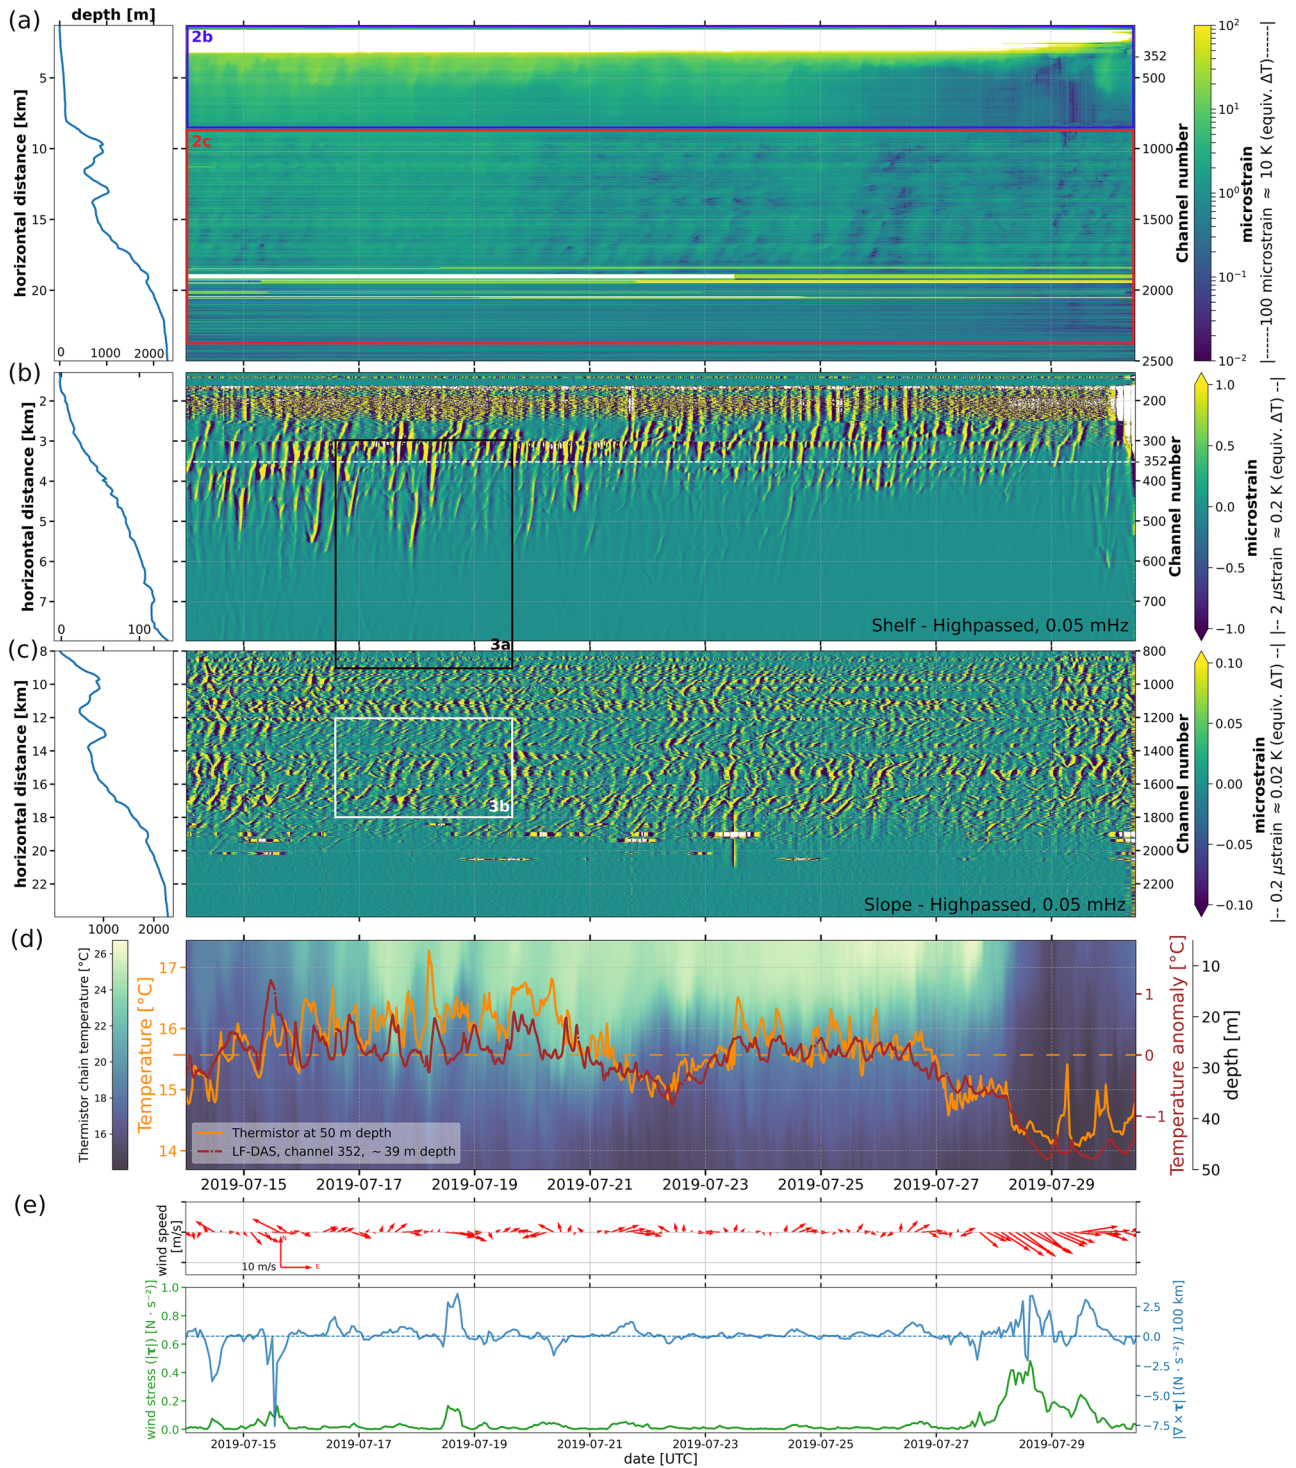 (a)
depth [m]
2b
2c
5
10
15
20
horizontal distance [km]
0 1000 2000
352
500
1000
1500
2000
2500
Channel number
10²
10¹
10⁰
10⁻¹
10⁻²
microstrain
|------100 microstrain ≈ 10 K (equiv. ΔT)------|
(b)
2
3
4
5
6
7
horizontal distance [km]
0 100
200
300
352
400
500
600
700
Channel number
3a
Shelf - Highpassed, 0.05 mHz
1.0
0.5
0.0
−0.5
−1.0
microstrain
|-- 2 μstrain ≈0.2 K (equiv. ΔT) --|
(c)
8
10
12
14
16
18
20
22
horizontal distance [km]
1000 2000
800
1000
1200
1400
1600
1800
2000
2200
Channel number
3b
Slope - Highpassed, 0.05 mHz
0.10
0.05
0.00
−0.05
−0.10
microstrain
|-- 0.2 μstrain ≈0.02 K (equiv. ΔT) --|
(d)
Thermistor chain temperature [°C]
26
24
22
20
18
16
Temperature [°C]
17
16
15
14
Thermistor at 50 m depth
LF-DAS, channel 352, ~39 m depth
1
0
−1
Temperature anomaly [°C]
10
20
30
40
50
depth [m]
2019-07-15 2019-07-17 2019-07-19 2019-07-21 2019-07-23 2019-07-25 2019-07-27 2019-07-29
(e)
wind speed
[m/s]
N
10 m/s
E
wind stress (|τ|) [N · s⁻²)]
1.0
0.8
0.6
0.4
0.2
0.0
2.5
0.0
−2.5
−5.0
−7.5
|∇ × τ| [(N · s⁻²)/ 100 km]
2019-07-15 2019-07-17 2019-07-19 2019-07-21 2019-07-23 2019-07-25 2019-07-27 2019-07-29
date [UTC]